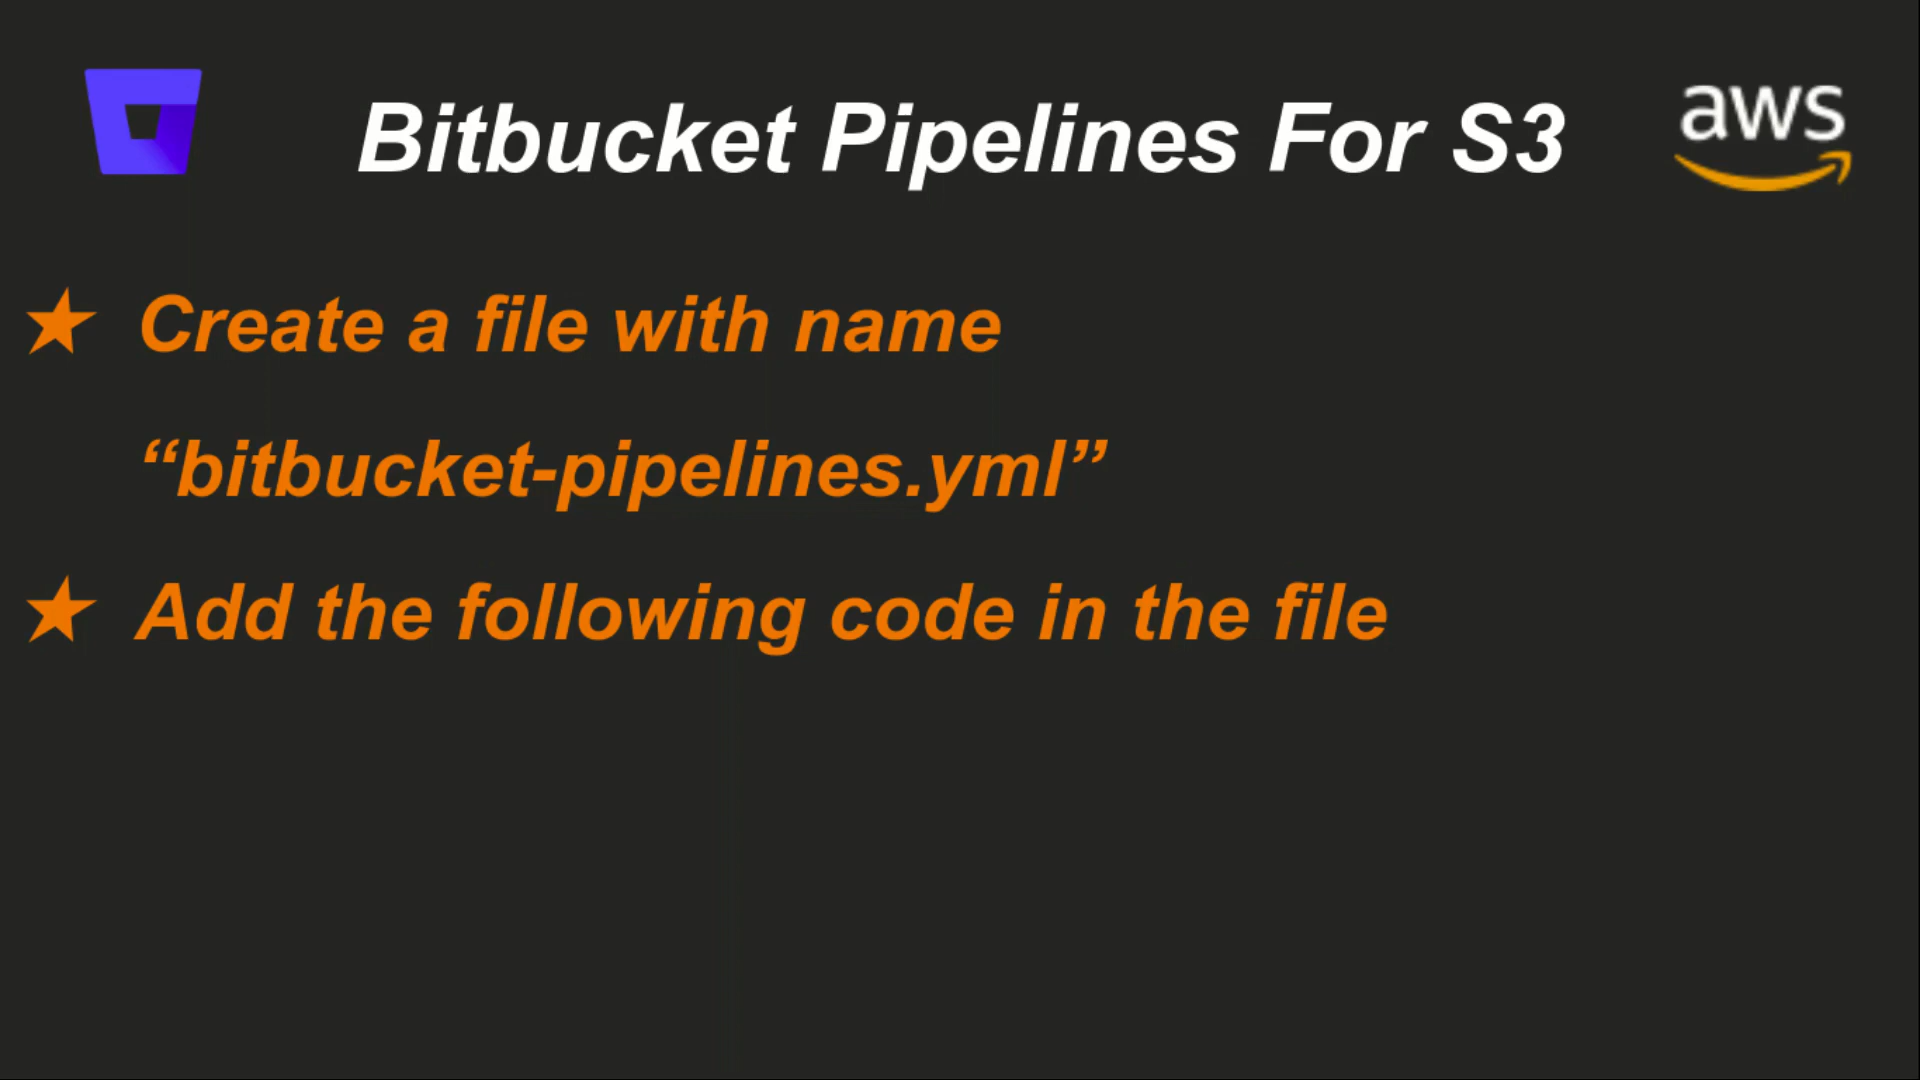 Bitbucket Pipelines For S3
aws
★ Create a file with name
“bitbucket-pipelines.yml”
★ Add the following code in the file